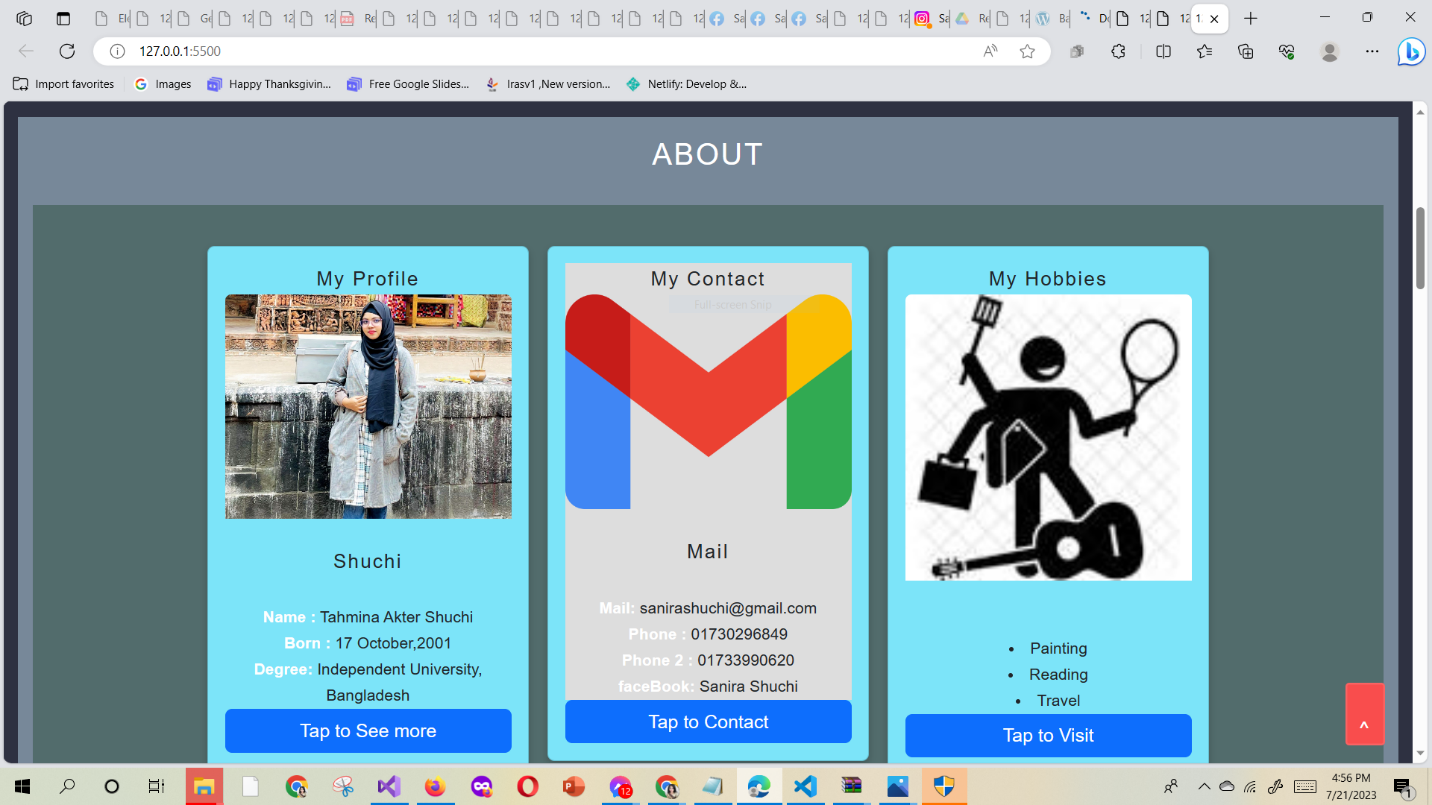 127.0.0.1:5500
Import favorites
Images
Happy Thanksgivin...
Free Google Slides...
Irasv1 ,New version...
Netlify: Develop &...
ABOUT
My Profile
My Contact
My Hobbies
Full-screen Snip
Shuchi
Mail
Name : Tahmina Akter Shuchi
Born : 17 October,2001
Degree: Independent University,
Bangladesh
Tap to See more
Mail: sanirashuchi@gmail.com
Phone : 01730296849
Phone 2 : 01733990620
faceBook: Sanira Shuchi
Tap to Contact
• Painting
• Reading
• Travel
Tap to Visit
^
12
4:56 PM
7/21/2023
1